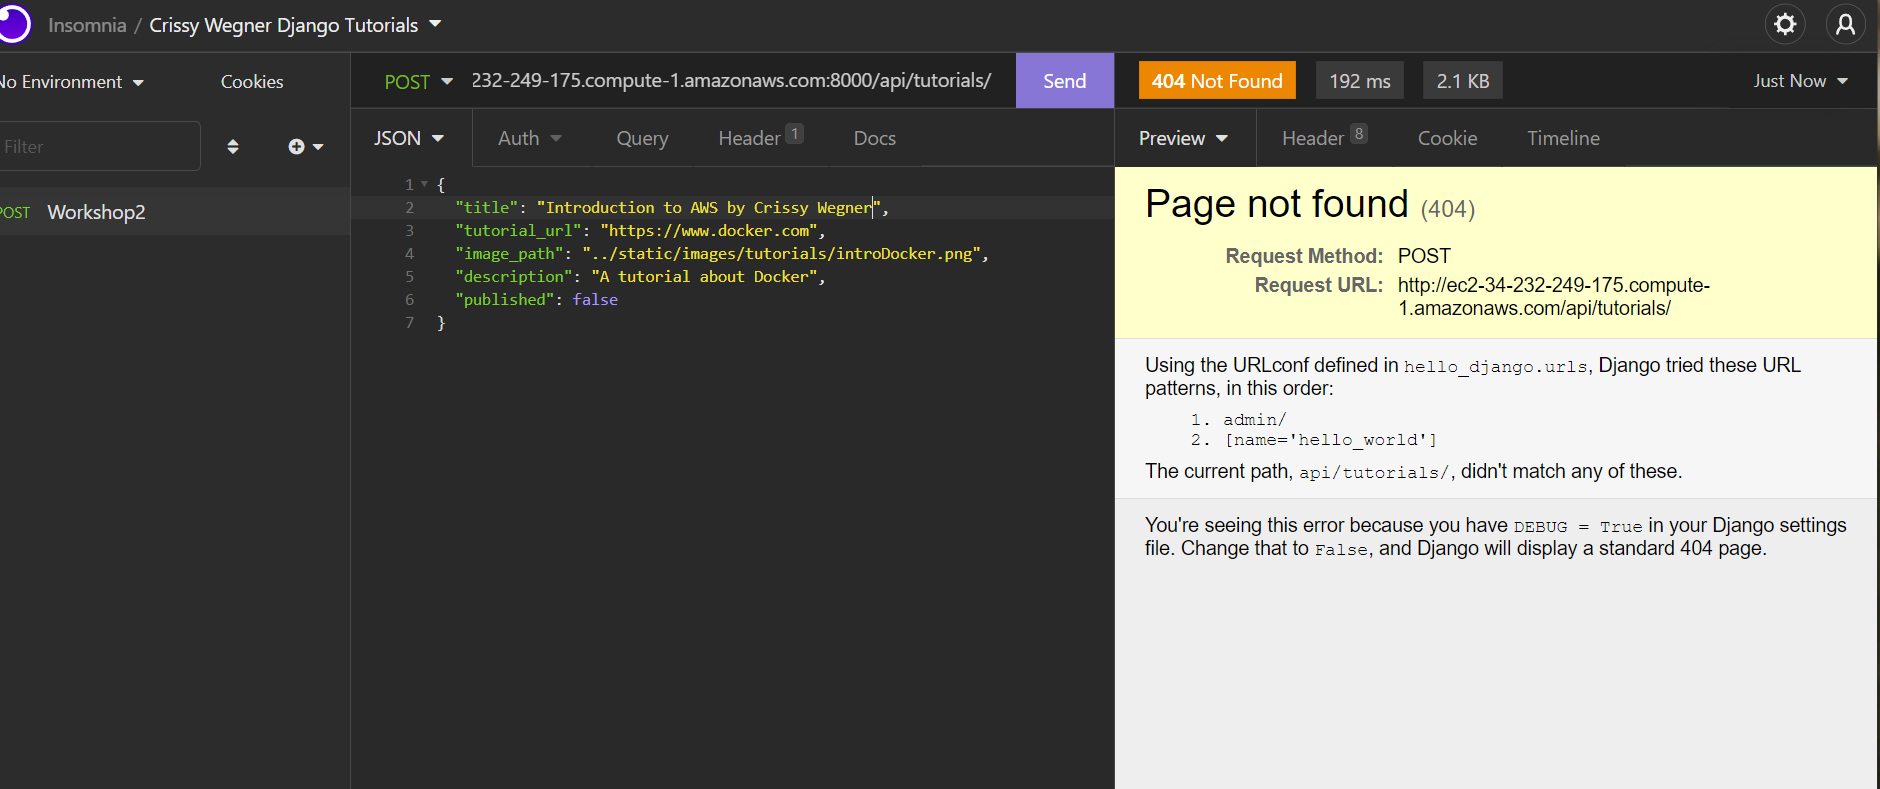 Insomnia / Crissy Wegner Django Tutorials
No Environment
Cookies
Filter
POST Workshop2
POST
232-249-175.compute-1.amazonaws.com:8000/api/tutorials/
Send
JSON
Auth
Query
Header 1
Docs
1 {
2 "title": "Introduction to AWS by Crissy Wegner",
3 "tutorial_url": "https://www.docker.com",
4 "image_path": "../static/images/tutorials/introDocker.png",
5 "description": "A tutorial about Docker",
6 "published": false
7 }
404 Not Found
192 ms
2.1 KB
Just Now
Preview
Header 8
Cookie
Timeline
Page not found (404)
Request Method: POST
Request URL: http://ec2-34-232-249-175.compute-
1.amazonaws.com/api/tutorials/
Using the URLconf defined in hello_django.urls, Django tried these URL
patterns, in this order:
1. admin/
2. [name='hello_world']
The current path, api/tutorials/, didn't match any of these.
You're seeing this error because you have DEBUG = True in your Django settings
file. Change that to False, and Django will display a standard 404 page.